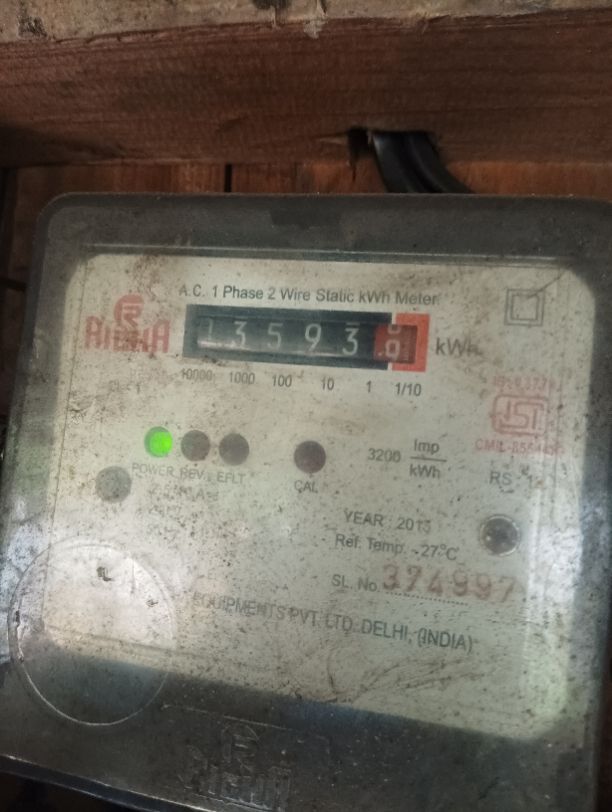 A.C. 1 Phase 2 Wire Static kWh Meter
RIEHA
13593 kWh
10000 1000 100 10 1 1/10
POWER REV EFLT
CAL
3200 Imp/kWh
RS
YEAR : 2013
Ref. Temp. -27°C
SL. No. 374997
EQUIPMENTS PVT. LTD. DELHI, (INDIA)